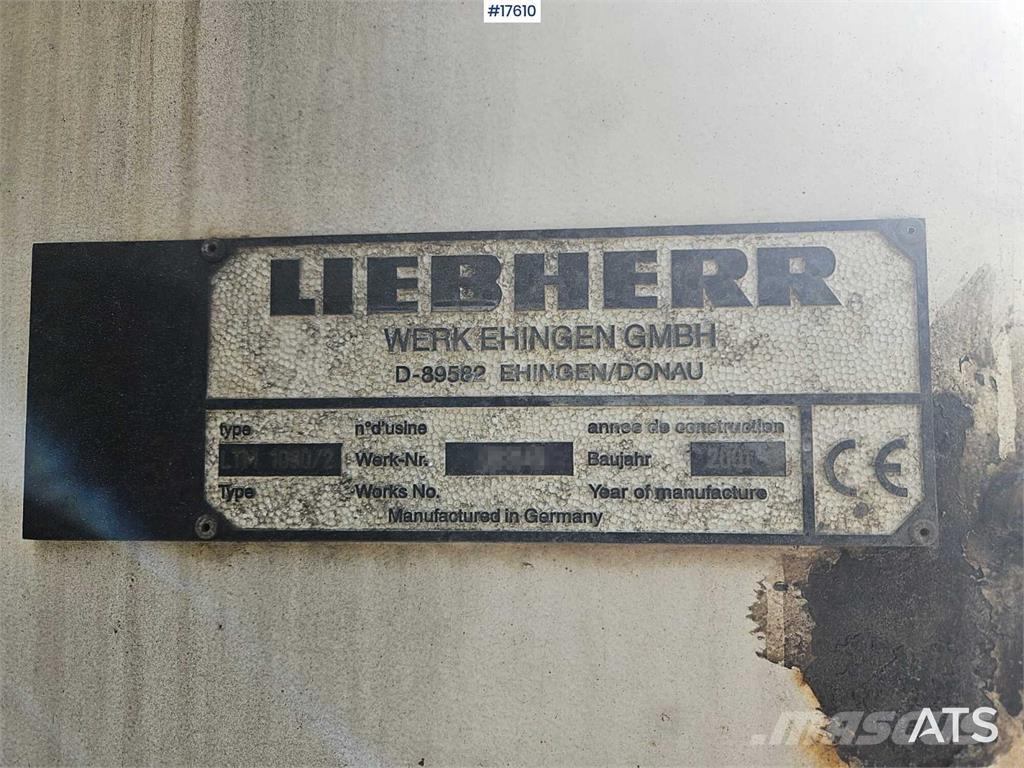 #17610
LIEBHERR
WERK EHINGEN GMBH
D-89582 EHINGEN/DONAU
type n°d'usine annee de construction
LTM Werk-Nr. Baujahr
Type Works No. Year of manufacture
Manufactured in Germany
CE
ATS